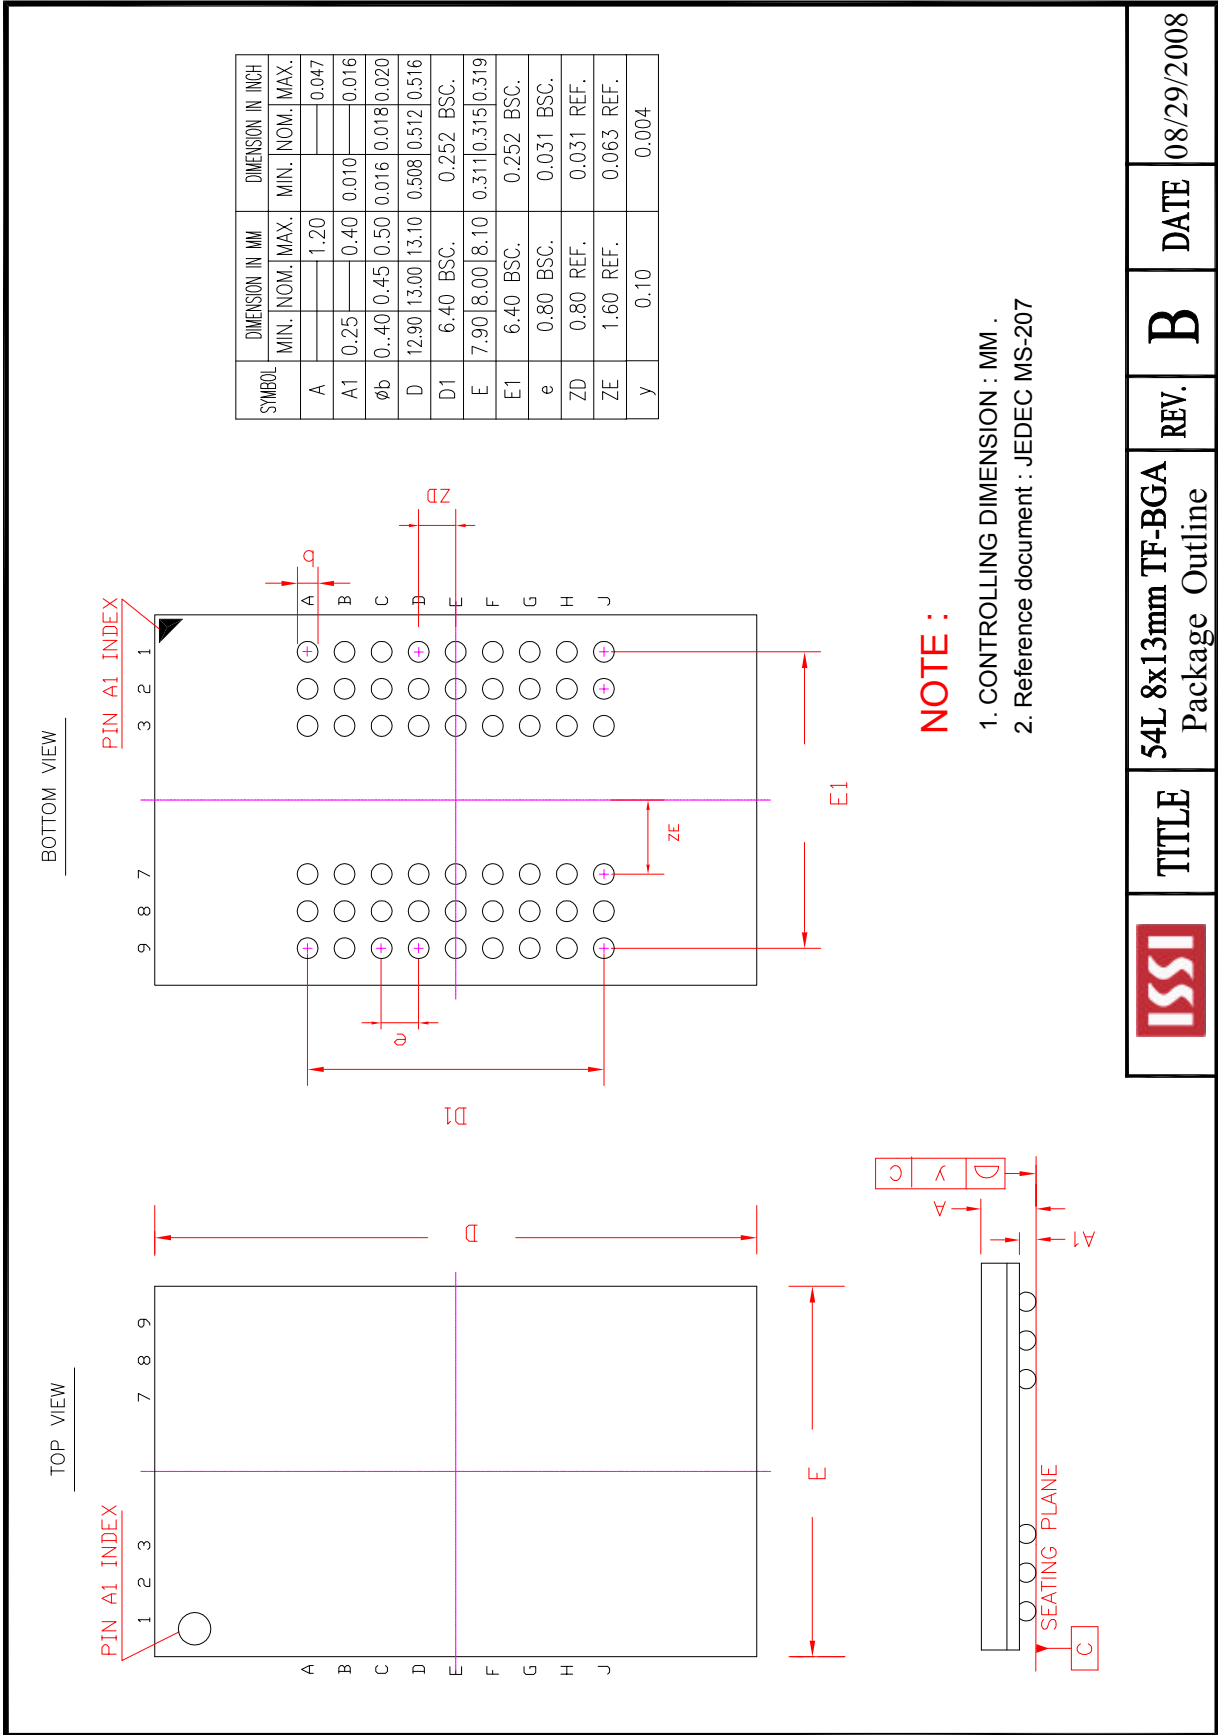 TOP VIEW
PIN A1 INDEX
1 2 3 7 8 9
A
B
C
D
E
F
G
H
J
D
E
BOTTOM VIEW
PIN A1 INDEX
9 8 7 3 2 1
A
B
C
D
E
F
G
H
J
b
ZD
e
D1
ZE
E1
SYMBOL DIMENSION IN MM DIMENSION IN INCH
MIN. NOM. MAX. MIN. NOM. MAX.
A 1.20 0.047
A1 0.25 0.40 0.010 0.016
øb 0..40 0.45 0.50 0.016 0.018 0.020
D 12.90 13.00 13.10 0.508 0.512 0.516
D1 6.40 BSC. 0.252 BSC.
E 7.90 8.00 8.10 0.311 0.315 0.319
E1 6.40 BSC. 0.252 BSC.
e 0.80 BSC. 0.031 BSC.
ZD 0.80 REF. 0.031 REF.
ZE 1.60 REF. 0.063 REF.
y 0.10 0.004
SEATING PLANE
C
A
A1
y C
NOTE :
1. CONTROLLING DIMENSION : MM .
2. Reference document : JEDEC MS-207
ISSI
TITLE
54L 8x13mm TF-BGA
Package Outline
REV.
B
DATE
08/29/2008